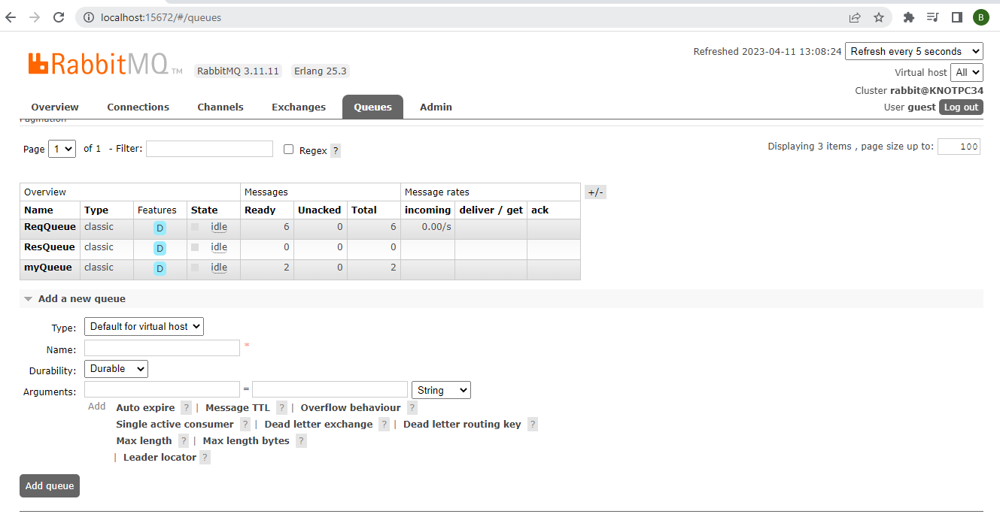 localhost:15672/#/queues
B
RabbitMQ TM RabbitMQ 3.11.11 Erlang 25.3
Refreshed 2023-04-11 13:08:24 Refresh every 5 seconds
Virtual host All
Cluster rabbit@KNOTPC34
User guest Log out
Overview Connections Channels Exchanges Queues Admin
Pagination
Page 1 of 1 - Filter: Regex ? Displaying 3 items , page size up to: 100
Overview Messages Message rates +/-
Name Type Features State Ready Unacked Total incoming deliver / get ack
ReqQueue classic D idle 6 0 6 0.00/s
ResQueue classic D idle 0 0 0
myQueue classic D idle 2 0 2
Add a new queue
Type: Default for virtual host
Name: *
Durability: Durable
Arguments: = String
Add Auto expire ? | Message TTL ? | Overflow behaviour ?
Single active consumer ? | Dead letter exchange ? | Dead letter routing key ?
Max length ? | Max length bytes ?
| Leader locator ?
Add queue